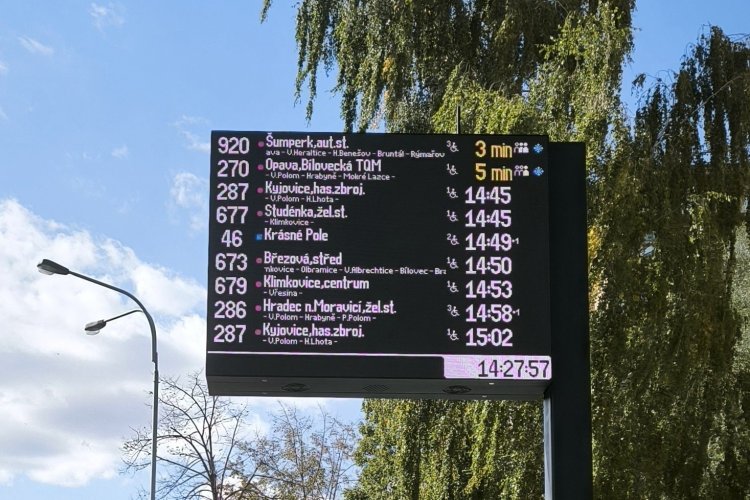 920 Šumperk,aut.st. 3 min
ava - V.Heraltice - H.Benešov - Bruntál - Rýmařov
270 Opava,Bílovecká TQM 5 min
- V.Polom - Hrabyně - Mokré Lazce -
287 Kyjovice,has.zbroj. 14:45
- V.Polom - H.Lhota -
677 Studénka,žel.st. 14:45
- Klimkovice -
46 Krásné Pole 14:49+1
673 Březová,střed 14:50
nkovice - Olbramice - V.Albrechtice - Bílovec - Bra
679 Klimkovice,centrum 14:53
- Vřesina -
286 Hradec n.Moravicí,žel.st. 14:58+1
- V.Polom - Hrabyně - P.Polom -
287 Kyjovice,has.zbroj. 15:02
- V.Polom - H.Lhota -
14:27:57